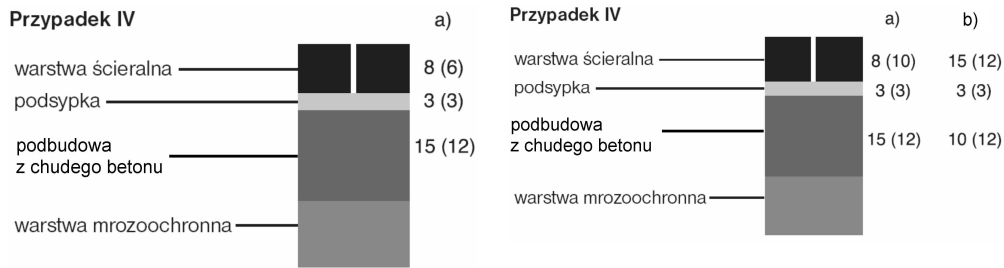 Przypadek IV a)
warstwa ścieralna 8 (6)
podsypka 3 (3)
podbudowa
z chudego betonu 15 (12)
warstwa mrozoochronna
Przypadek IV a) b)
warstwa ścieralna 8 (10) 15 (12)
podsypka 3 (3) 3 (3)
podbudowa
z chudego betonu 15 (12) 10 (12)
warstwa mrozoochronna